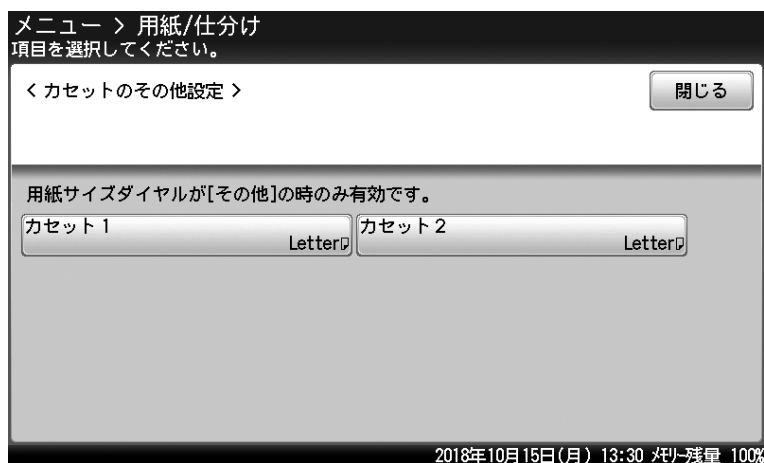 メニュー > 用紙/仕分け
項目を選択してください。
< カセットのその他設定 >
閉じる
用紙サイズダイヤルが[その他]の時のみ有効です。
カセット1
Letter
カセット2
Letter
2018年10月15日(月) 13:30 ﾒﾓﾘｰ残量 100%